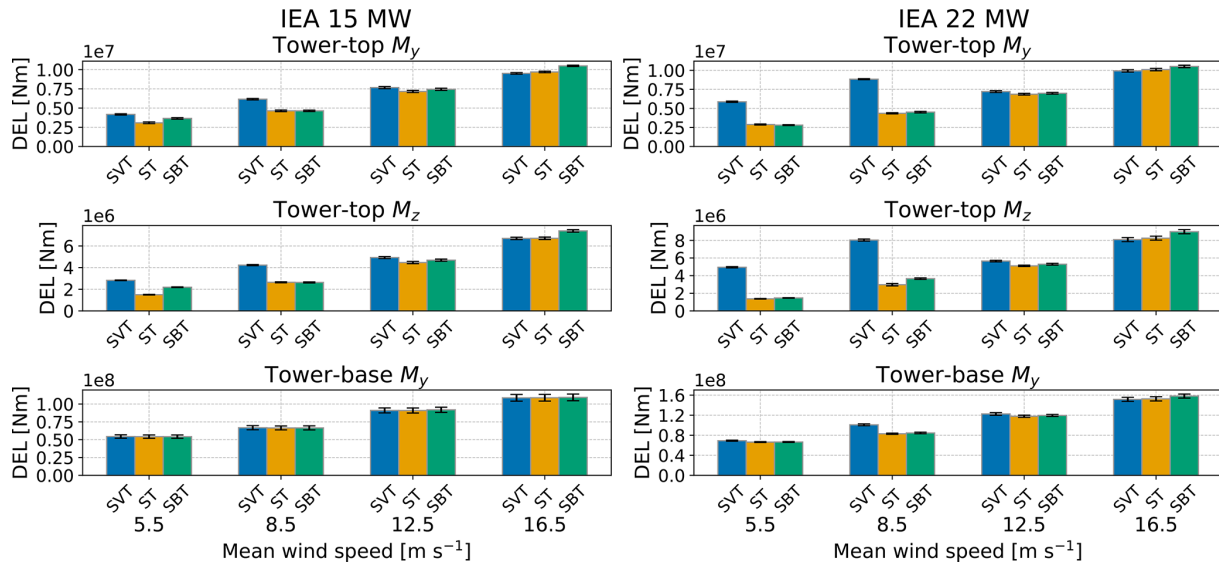 IEA 15 MW
Tower-top M_y
1e7
DEL [Nm]
1.00
0.75
0.50
0.25
0.00
SVT ST SBT SVT ST SBT SVT ST SBT SVT ST SBT
Tower-top M_z
1e6
DEL [Nm]
6
4
2
0
SVT ST SBT SVT ST SBT SVT ST SBT SVT ST SBT
Tower-base M_y
1e8
DEL [Nm]
1.00
0.75
0.50
0.25
0.00
SVT ST SBT SVT ST SBT SVT ST SBT SVT ST SBT
5.5 8.5 12.5 16.5
Mean wind speed [m s⁻¹]
IEA 22 MW
Tower-top M_y
1e7
DEL [Nm]
1.00
0.75
0.50
0.25
0.00
SVT ST SBT SVT ST SBT SVT ST SBT SVT ST SBT
Tower-top M_z
1e6
DEL [Nm]
8
6
4
2
0
SVT ST SBT SVT ST SBT SVT ST SBT SVT ST SBT
Tower-base M_y
1e8
DEL [Nm]
1.6
1.2
0.8
0.4
0.0
SVT ST SBT SVT ST SBT SVT ST SBT SVT ST SBT
5.5 8.5 12.5 16.5
Mean wind speed [m s⁻¹]